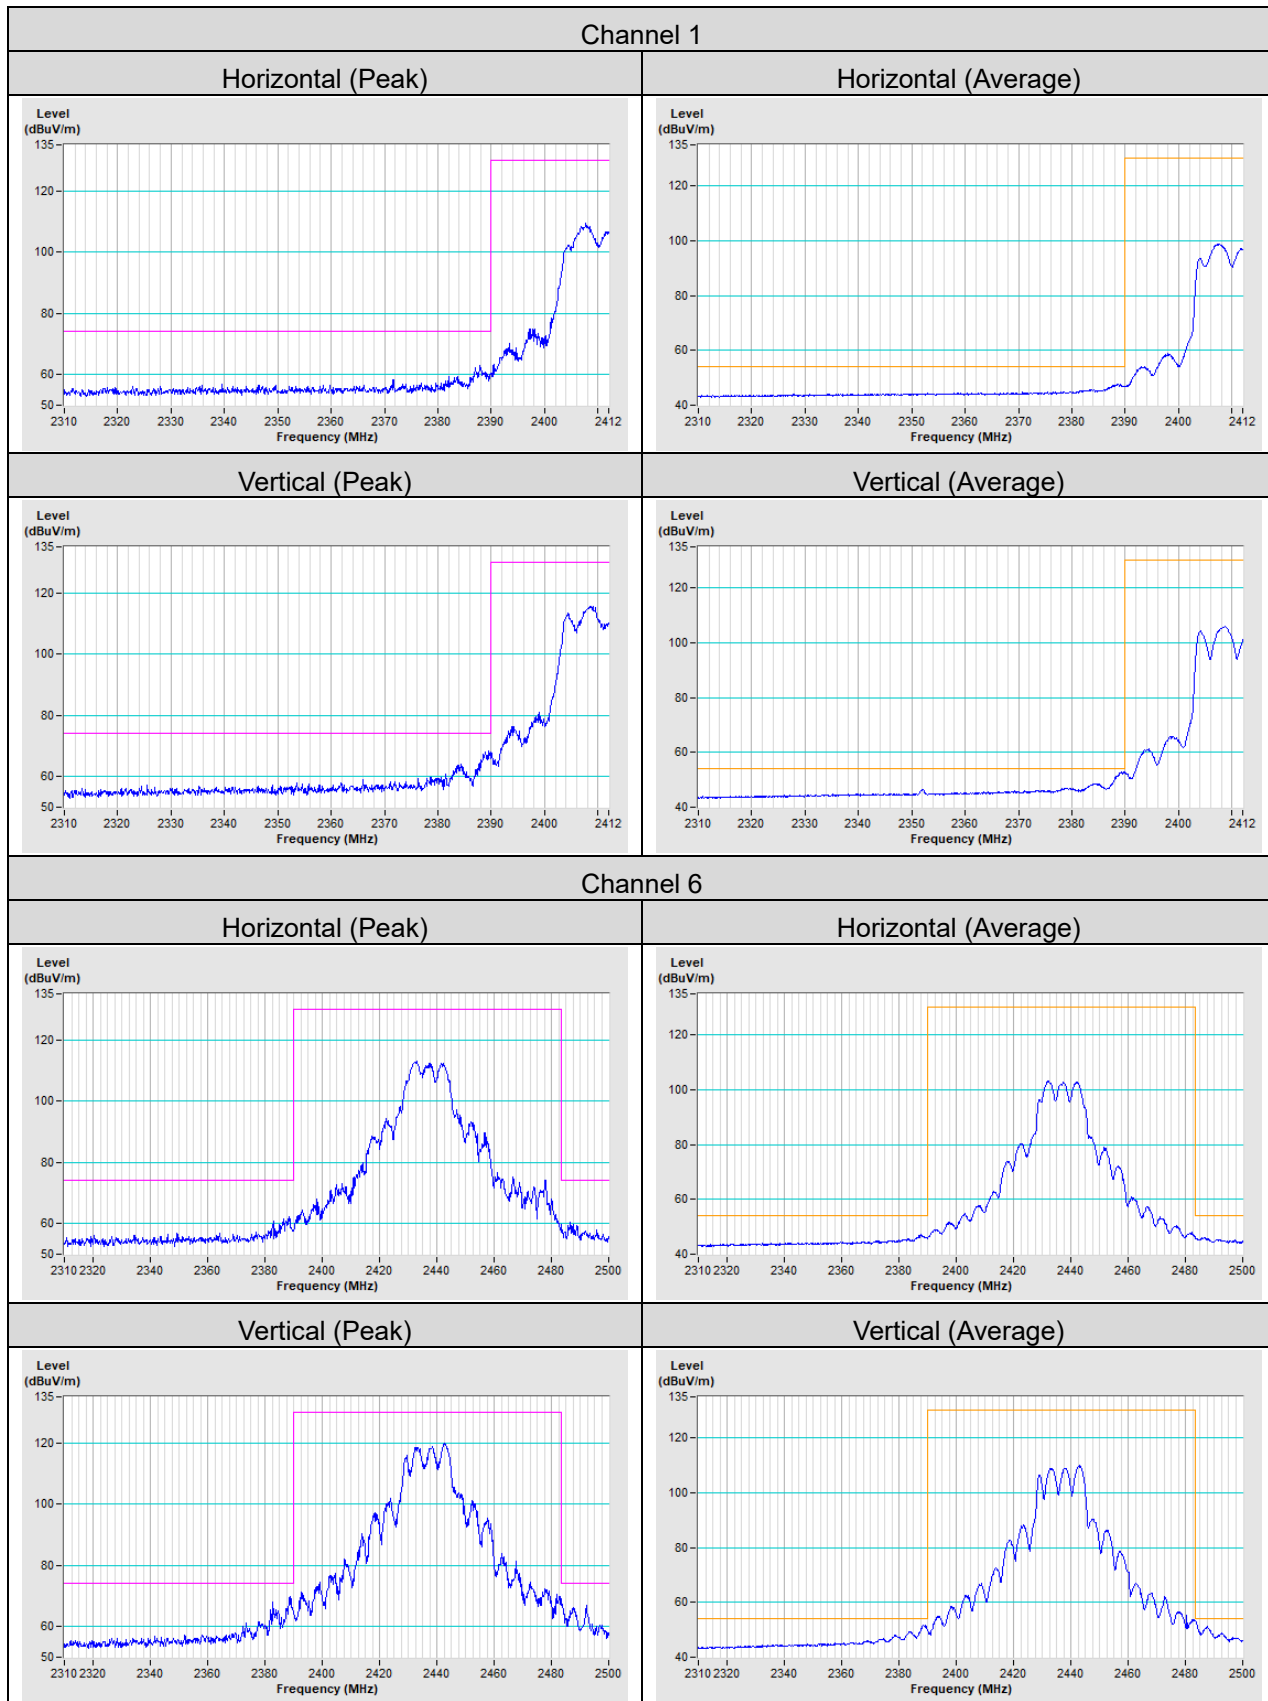 Channel 1
Horizontal (Peak)
Horizontal (Average)
Level
(dBuV/m)
135
120
100
80
60
50
2310 2320 2330 2340 2350 2360 2370 2380 2390 2400 2412
Frequency (MHz)
Level
(dBuV/m)
135
120
100
80
60
40
2310 2320 2330 2340 2350 2360 2370 2380 2390 2400 2412
Frequency (MHz)
Vertical (Peak)
Vertical (Average)
Level
(dBuV/m)
135
120
100
80
60
50
2310 2320 2330 2340 2350 2360 2370 2380 2390 2400 2412
Frequency (MHz)
Level
(dBuV/m)
135
120
100
80
60
40
2310 2320 2330 2340 2350 2360 2370 2380 2390 2400 2412
Frequency (MHz)
Channel 6
Horizontal (Peak)
Horizontal (Average)
Level
(dBuV/m)
135
120
100
80
60
50
2310 2320 2340 2360 2380 2400 2420 2440 2460 2480 2500
Frequency (MHz)
Level
(dBuV/m)
135
120
100
80
60
40
2310 2320 2340 2360 2380 2400 2420 2440 2460 2480 2500
Frequency (MHz)
Vertical (Peak)
Vertical (Average)
Level
(dBuV/m)
135
120
100
80
60
50
2310 2320 2340 2360 2380 2400 2420 2440 2460 2480 2500
Frequency (MHz)
Level
(dBuV/m)
135
120
100
80
60
40
2310 2320 2340 2360 2380 2400 2420 2440 2460 2480 2500
Frequency (MHz)